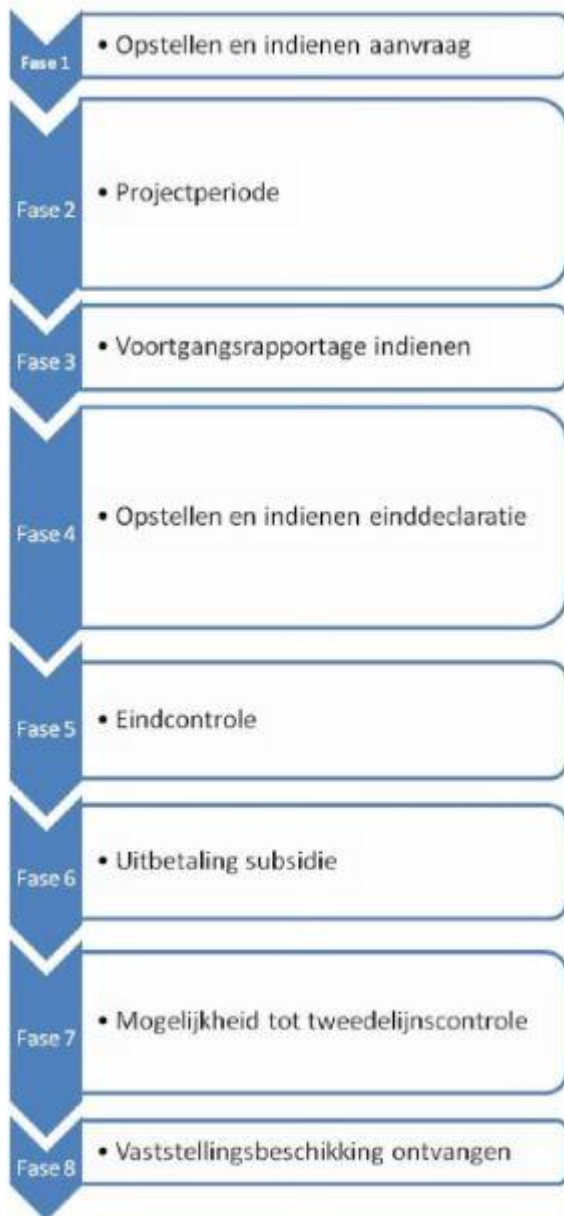 Fase 1
• Opstellen en indienen aanvraag
Fase 2
• Projectperiode
Fase 3
• Voortgangsrapportage indienen
Fase 4
• Opstellen en indienen einddeclaratie
Fase 5
• Eindcontrole
Fase 6
• Uitbetaling subsidie
Fase 7
• Mogelijkheid tot tweedelijnscontrole
Fase 8
• Vaststellingsbeschikking ontvangen